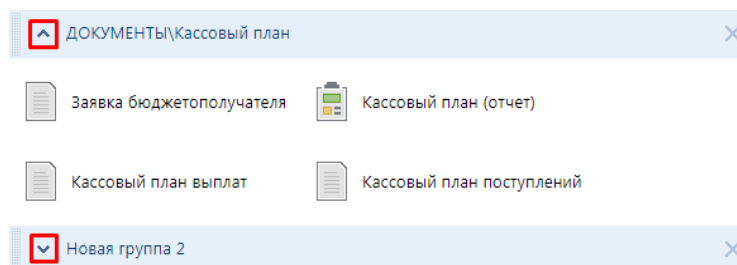 ДОКУМЕНТЫ\Кассовый план
Заявка бюджетополучателя
Кассовый план (отчет)
Кассовый план выплат
Кассовый план поступлений
Новая группа 2